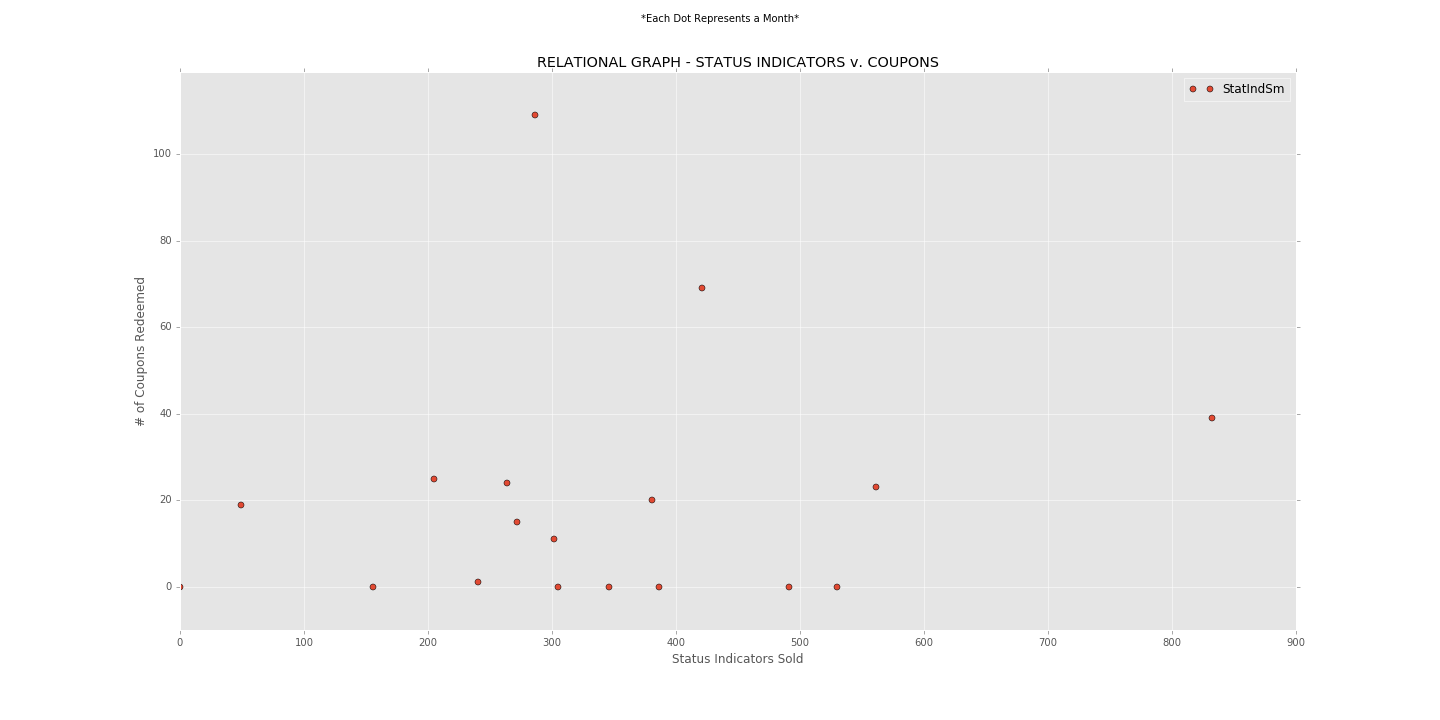 *Each Dot Represents a Month*
RELATIONAL GRAPH - STATUS INDICATORS v. COUPONS
StatIndSm
100
80
60
40
20
0
# of Coupons Redeemed
0 100 200 300 400 500 600 700 800 900
Status Indicators Sold